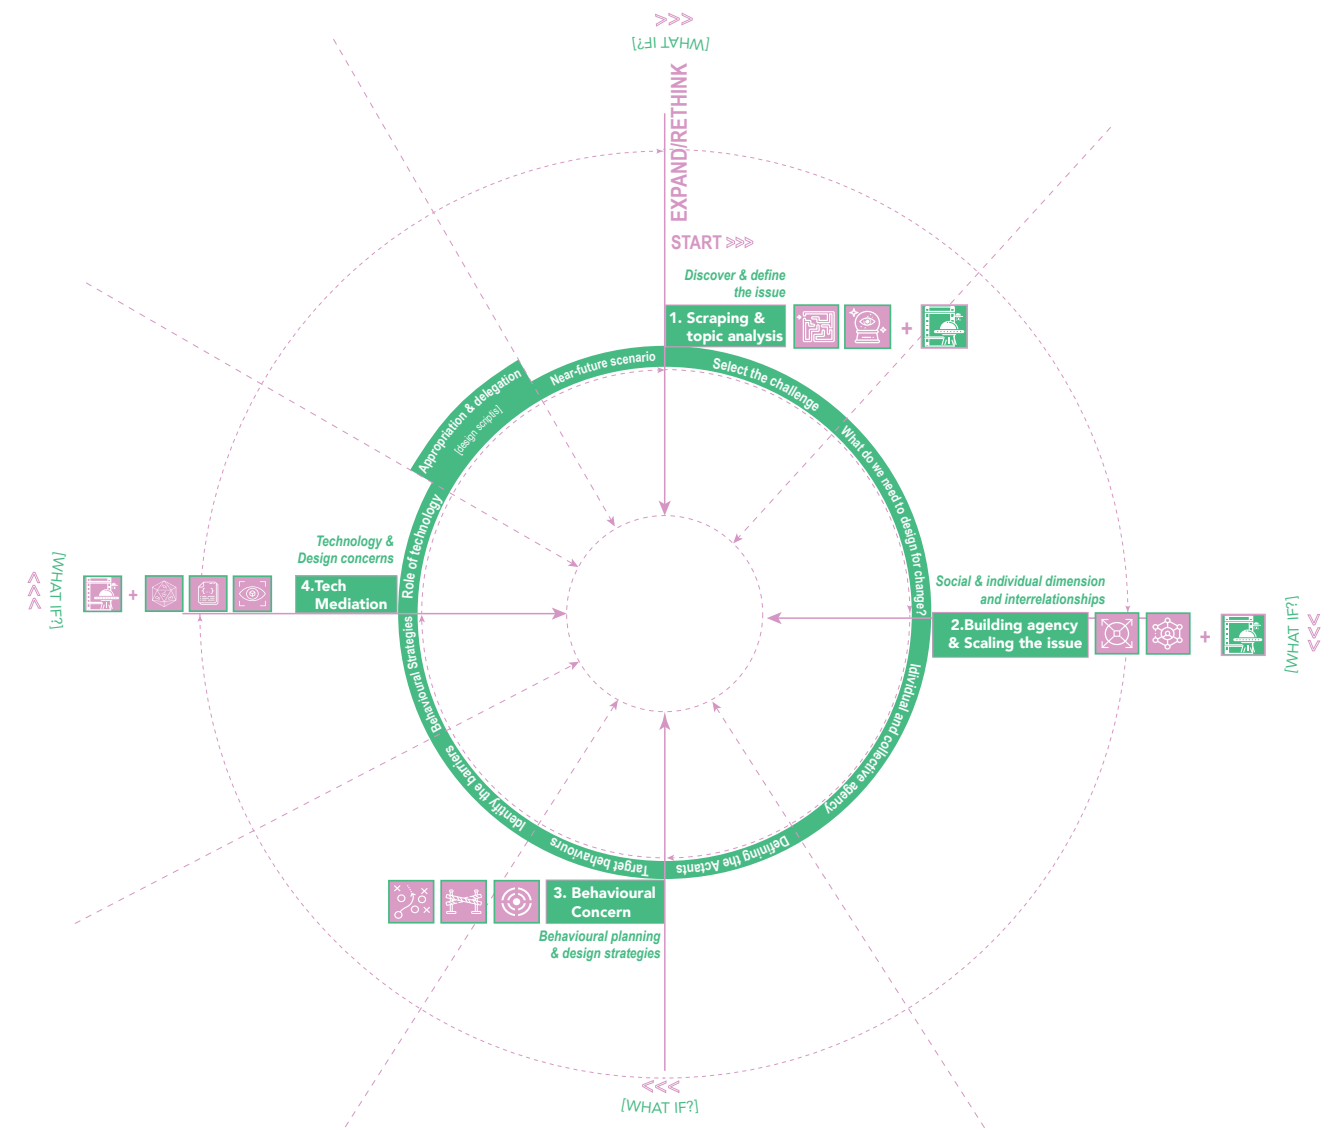 >>>
[WHAT IF?]
EXPAND/RETHINK
START >>>
Discover & define
the issue
1. Scraping &
topic analysis
+
Select the challenge
What do we need to design for change?
Social & individual dimension
and interrelationships
2.Building agency
& Scaling the issue
+
[WHAT IF?]
>>>
Idividual and collective agency
Defining the Actants
Target behaviours
3. Behavioural
Concern
Behavioural planning
& design strategies
<<<
[WHAT IF?]
Identify the barriers
Behavioural Strategies
Technology &
Design concerns
4.Tech
Mediation
+
[WHAT IF?]
>>>
Role of technology
Appropriation & delegation
[design scriptis]
Near-future scenario